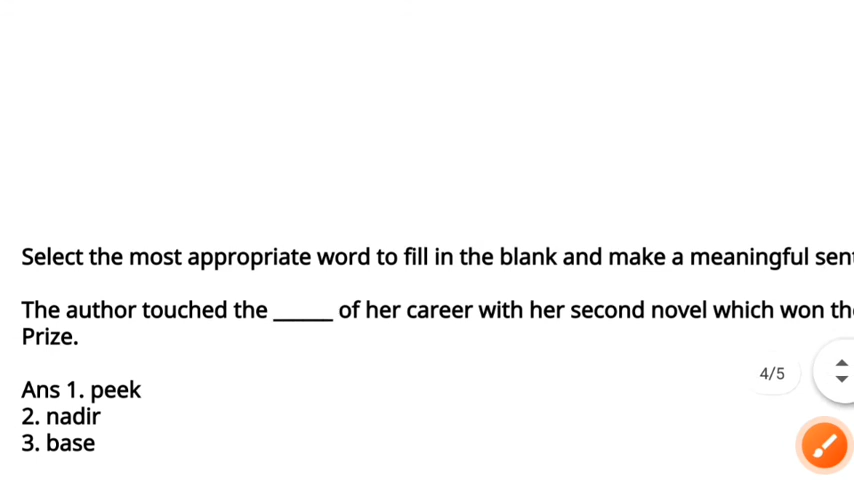 Select the most appropriate word to fill in the blank and make a meaningful sen
The author touched the ______ of her career with her second novel which won th
Prize.
4/5
Ans 1. peek
2. nadir
3. base